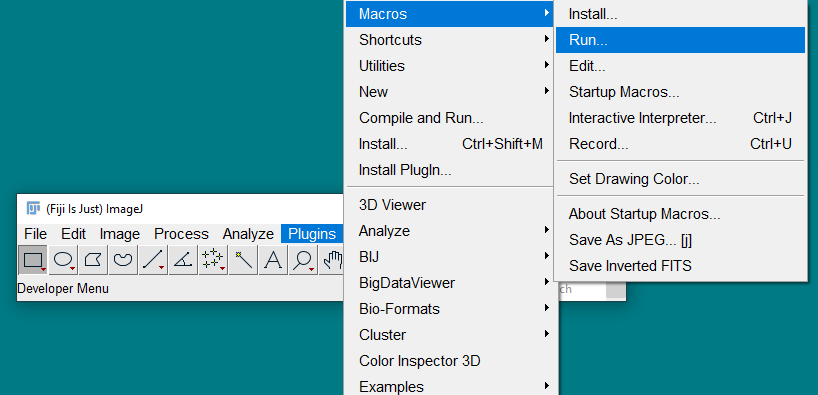 Macros
Shortcuts
Utilities
New
Compile and Run...
Install... Ctrl+Shift+M
Install PlugIn...
3D Viewer
Analyze
BIJ
BigDataViewer
Bio-Formats
Cluster
Color Inspector 3D
Examples
Install...
Run...
Edit...
Startup Macros...
Interactive Interpreter... Ctrl+J
Record... Ctrl+U
Set Drawing Color...
About Startup Macros...
Save As JPEG... [j]
Save Inverted FITS
(Fiji Is Just) ImageJ
File Edit Image Process Analyze Plugins
A
Developer Menu